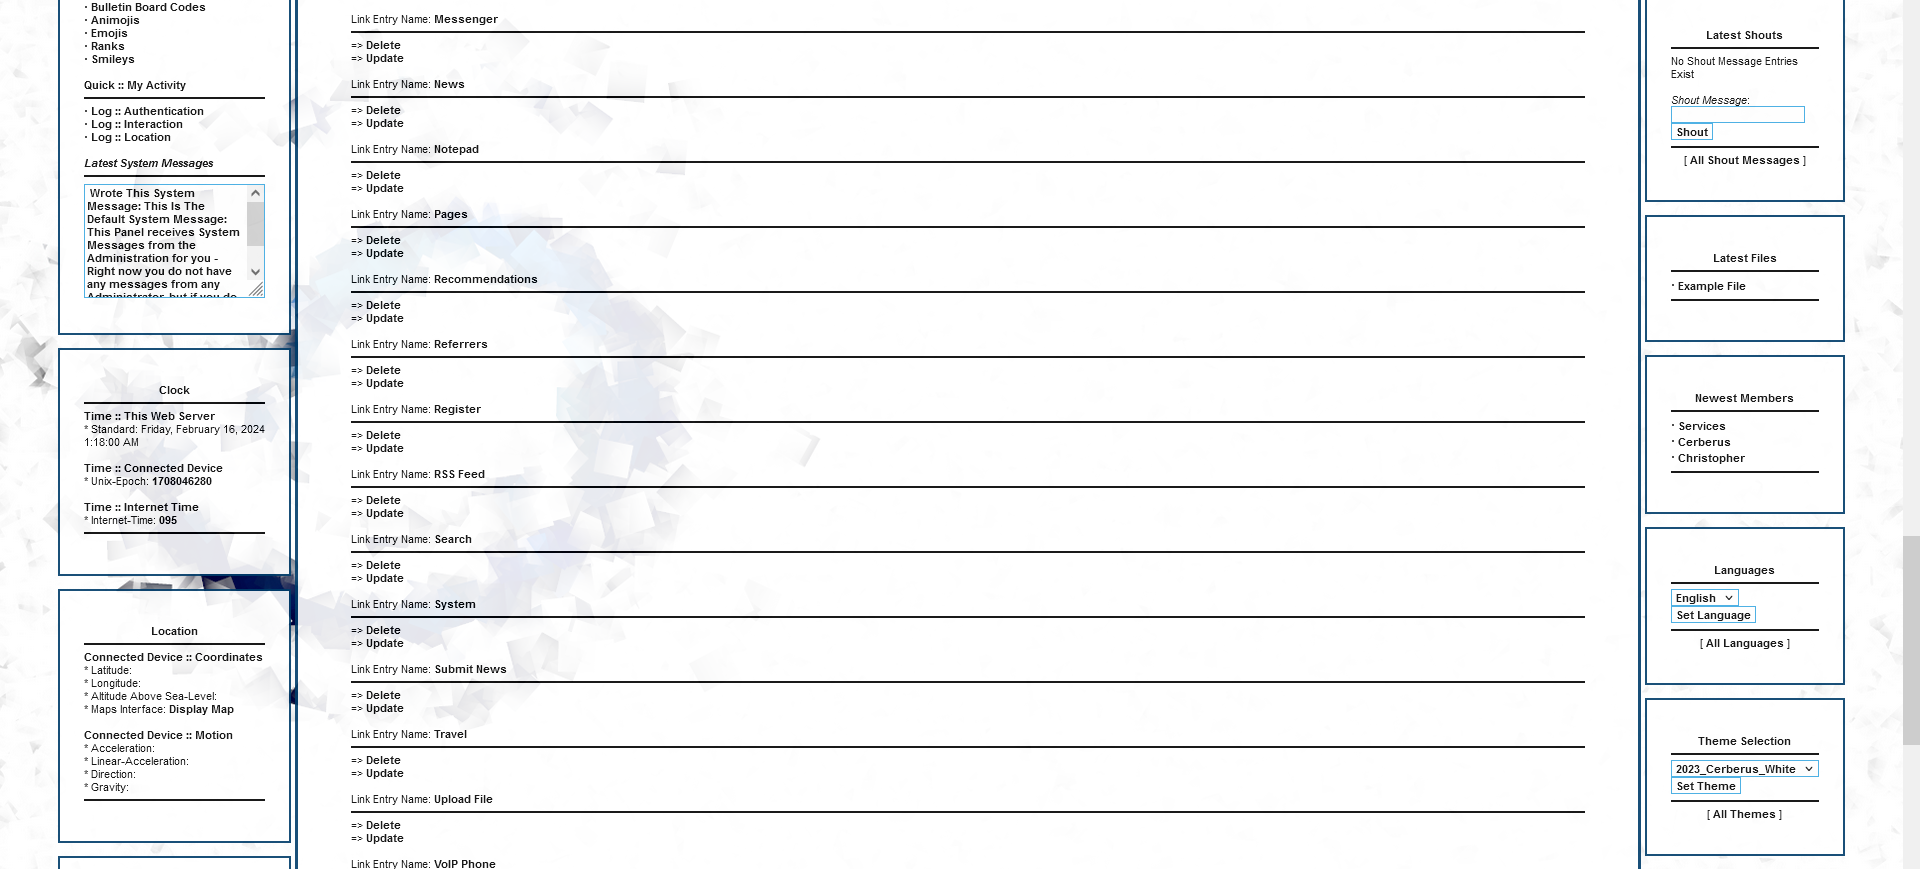 · Bulletin Board Codes
· Animojis
· Emojis
· Ranks
· Smileys
Quick :: My Activity
· Log :: Authentication
· Log :: Interaction
· Log :: Location
Latest System Messages
Wrote This System
Message: This Is The
Default System Message:
This Panel receives System
Messages from the
Administration for you -
Right now you do not have
any messages from any
Administrator, but if you do
Clock
Time :: This Web Server
* Standard: Friday, February 16, 2024
1:18:00 AM
Time :: Connected Device
* Unix-Epoch: 1708046280
Time :: Internet Time
* Internet-Time: 095
Location
Connected Device :: Coordinates
* Latitude:
* Longitude:
* Altitude Above Sea-Level:
* Maps Interface: Display Map
Connected Device :: Motion
* Acceleration:
* Linear-Acceleration:
* Direction:
* Gravity:
Link Entry Name: Messenger
=> Delete
=> Update
Link Entry Name: News
=> Delete
=> Update
Link Entry Name: Notepad
=> Delete
=> Update
Link Entry Name: Pages
=> Delete
=> Update
Link Entry Name: Recommendations
=> Delete
=> Update
Link Entry Name: Referrers
=> Delete
=> Update
Link Entry Name: Register
=> Delete
=> Update
Link Entry Name: RSS Feed
=> Delete
=> Update
Link Entry Name: Search
=> Delete
=> Update
Link Entry Name: System
=> Delete
=> Update
Link Entry Name: Submit News
=> Delete
=> Update
Link Entry Name: Travel
=> Delete
=> Update
Link Entry Name: Upload File
=> Delete
=> Update
Link Entry Name: VoIP Phone
Latest Shouts
No Shout Message Entries
Exist
Shout Message:
Shout
[ All Shout Messages ]
Latest Files
· Example File
Newest Members
· Services
· Cerberus
· Christopher
Languages
English
Set Language
[ All Languages ]
Theme Selection
2023_Cerberus_White
Set Theme
[ All Themes ]